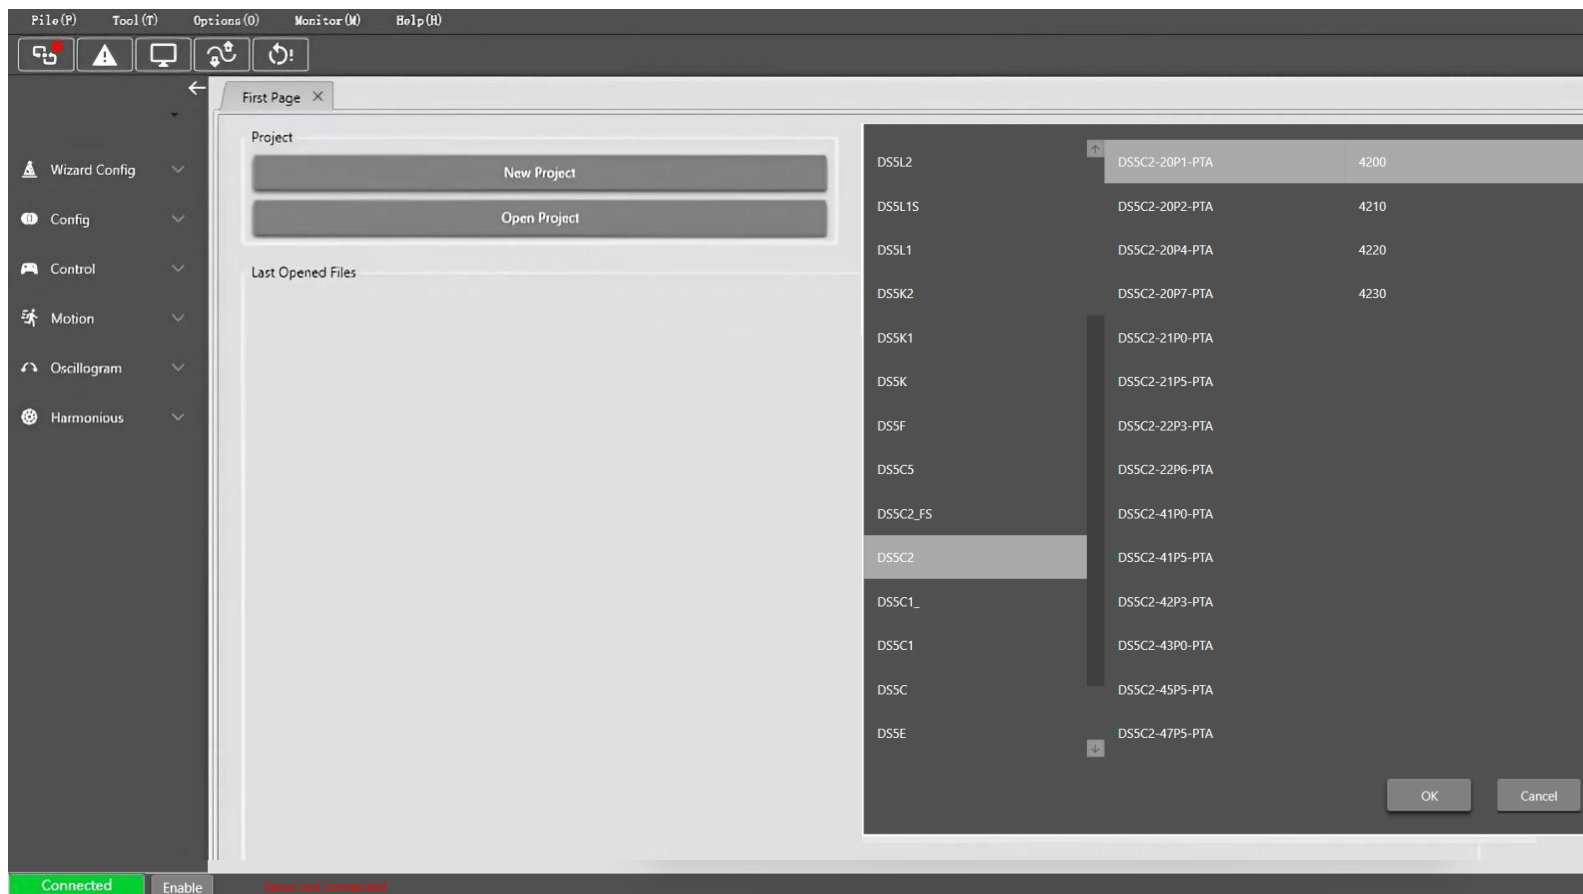 Pile(P) Tool(T) Options(O) Monitor(M) Help(H)
First Page
Project
New Project
Open Project
Last Opened Files
Wizard Config
Config
Control
Motion
Oscillogram
Harmonious
DS5L2 DS5C2-20P1-PTA 4200
DS5L1S DS5C2-20P2-PTA 4210
DS5L1 DS5C2-20P4-PTA 4220
DS5K2 DS5C2-20P7-PTA 4230
DS5K1 DS5C2-21P0-PTA
DS5K DS5C2-21P5-PTA
DS5F DS5C2-22P3-PTA
DS5C5 DS5C2-22P6-PTA
DS5C2_FS DS5C2-41P0-PTA
DS5C2 DS5C2-41P5-PTA
DS5C1_ DS5C2-42P3-PTA
DS5C1 DS5C2-43P0-PTA
DS5C DS5C2-45P5-PTA
DS5E DS5C2-47P5-PTA
OK Cancel
Connected Enable Servo not connected